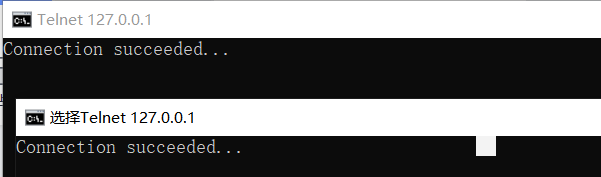 Telnet 127.0.0.1
Connection succeeded...
选择Telnet 127.0.0.1
Connection succeeded...